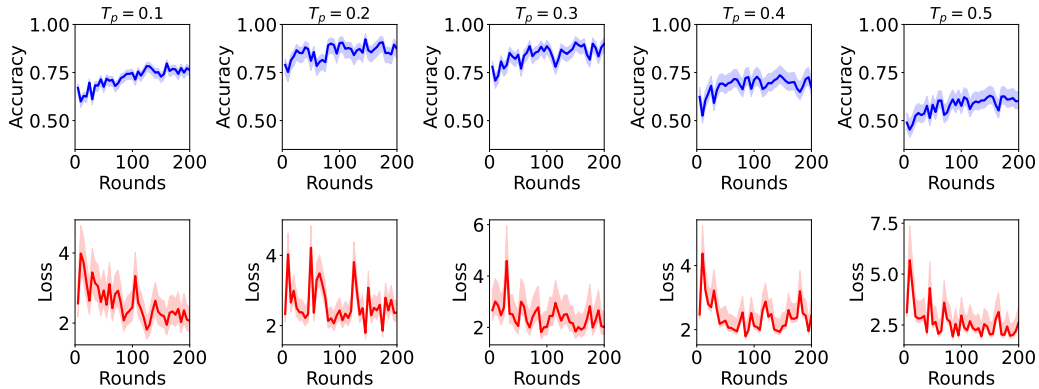 T_p = 0.1
1.00
0.75
0.50
Accuracy
0 100 200
Rounds
T_p = 0.2
1.00
0.75
0.50
Accuracy
0 100 200
Rounds
T_p = 0.3
1.00
0.75
0.50
Accuracy
0 100 200
Rounds
T_p = 0.4
1.00
0.75
0.50
Accuracy
0 100 200
Rounds
T_p = 0.5
1.00
0.75
0.50
Accuracy
0 100 200
Rounds
4
2
Loss
0 100 200
Rounds
4
2
Loss
0 100 200
Rounds
6
4
2
Loss
0 100 200
Rounds
4
2
Loss
0 100 200
Rounds
7.5
5.0
2.5
Loss
0 100 200
Rounds